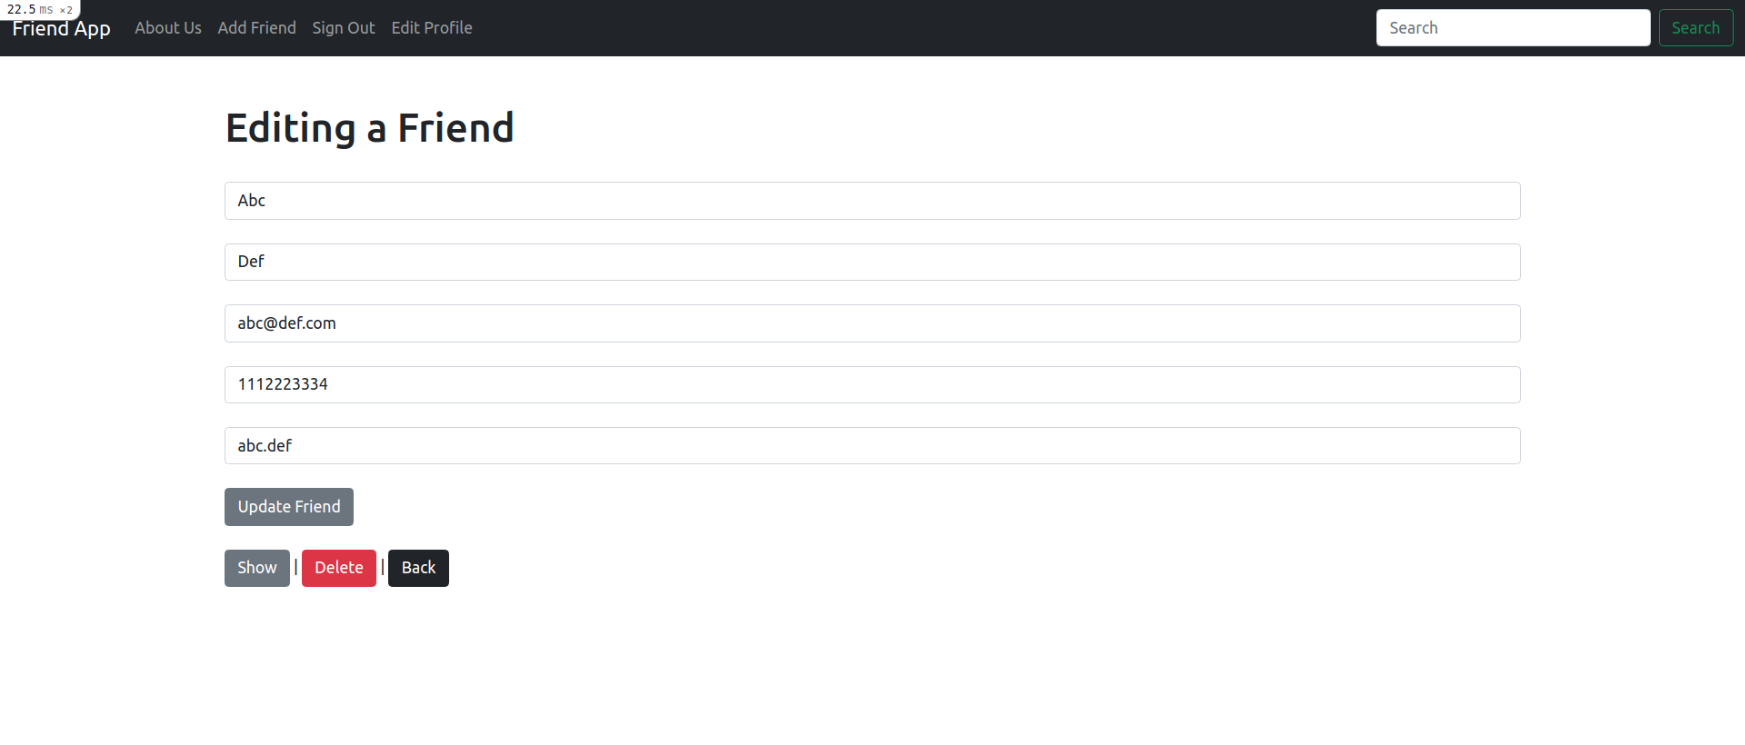 22.5 ms ×2
Friend App About Us Add Friend Sign Out Edit Profile Search Search
Editing a Friend
Abc
Def
abc@def.com
1112223334
abc.def
Update Friend
Show | Delete | Back